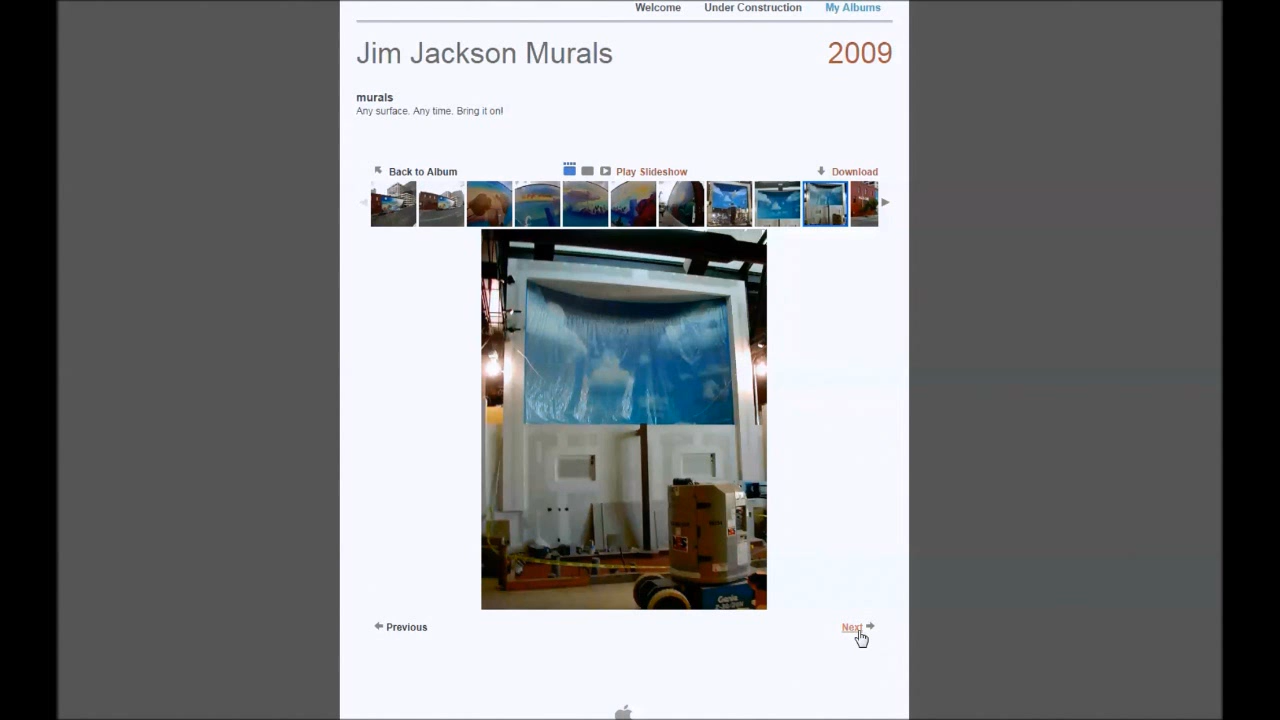 Welcome Under Construction My Albums
Jim Jackson Murals 2009
murals
Any surface. Any time. Bring it on!
Back to Album Play Slideshow Download
Genie
Previous Next